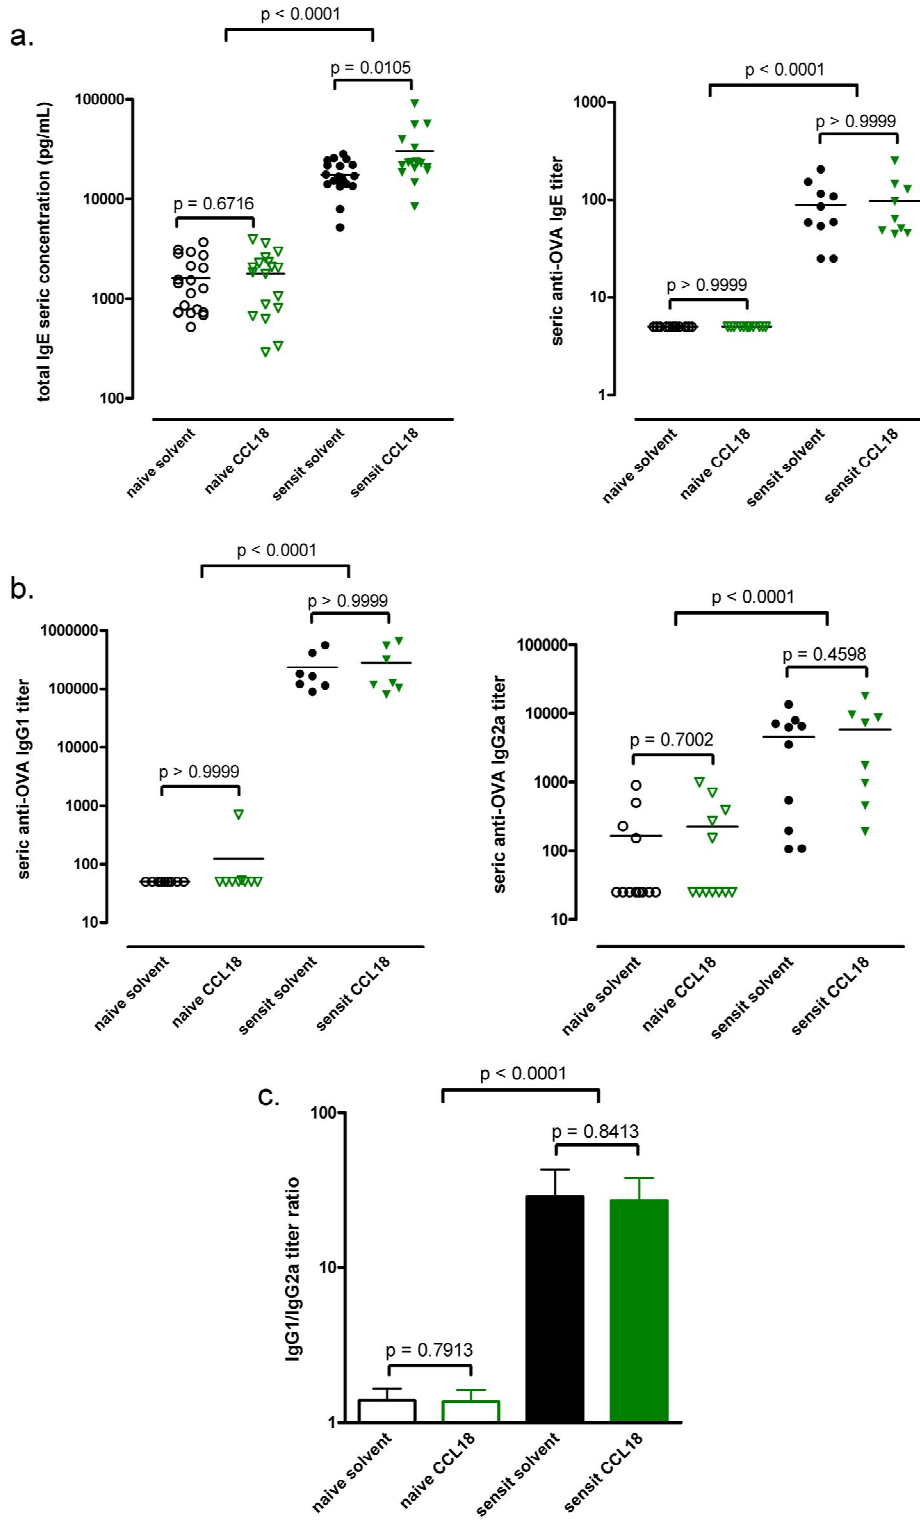 a.
p < 0.0001
p = 0.0105
p = 0.6716
total IgE seric concentration (pg/mL)
100000
10000
1000
100
naive solvent
naive CCL18
sensit solvent
sensit CCL18
p < 0.0001
p > 0.9999
p > 0.9999
seric anti-OVA IgE titer
1000
100
10
1
naive solvent
naive CCL18
sensit solvent
sensit CCL18
b.
p < 0.0001
p > 0.9999
p > 0.9999
seric anti-OVA IgG1 titer
1000000
100000
10000
1000
100
10
naive solvent
naive CCL18
sensit solvent
sensit CCL18
p < 0.0001
p = 0.4598
p = 0.7002
seric anti-OVA IgG2a titer
100000
10000
1000
100
10
naive solvent
naive CCL18
sensit solvent
sensit CCL18
c.
p < 0.0001
p = 0.8413
p = 0.7913
IgG1/IgG2a titer ratio
100
10
1
naive solvent
naive CCL18
sensit solvent
sensit CCL18